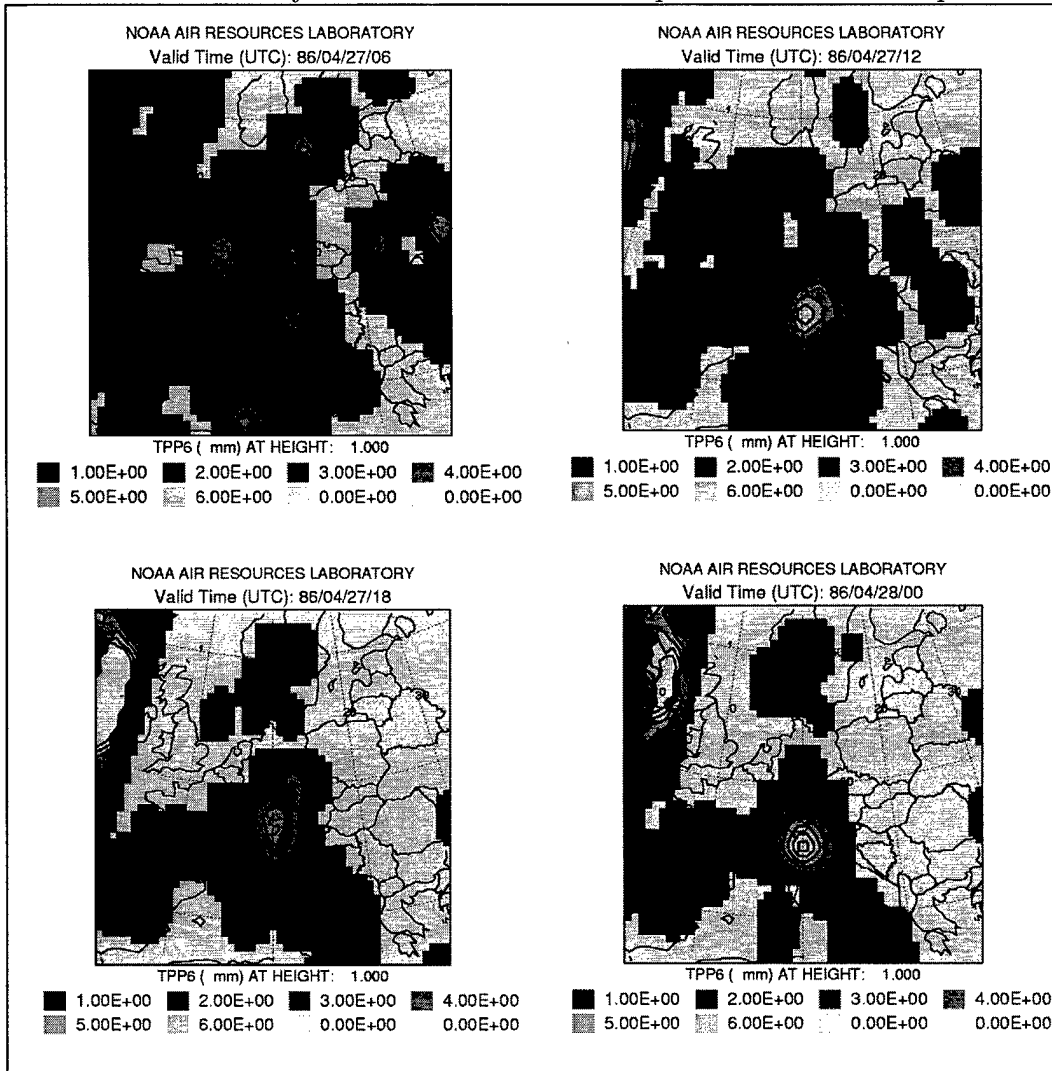 NOAA AIR RESOURCES LABORATORY
Valid Time (UTC): 86/04/27/06
TPP6 ( mm) AT HEIGHT: 1.000
1.00E+00 2.00E+00 3.00E+00 4.00E+00
5.00E+00 6.00E+00 0.00E+00 0.00E+00
NOAA AIR RESOURCES LABORATORY
Valid Time (UTC): 86/04/27/12
TPP6 ( mm) AT HEIGHT: 1.000
1.00E+00 2.00E+00 3.00E+00 4.00E+00
5.00E+00 6.00E+00 0.00E+00 0.00E+00
NOAA AIR RESOURCES LABORATORY
Valid Time (UTC): 86/04/27/18
TPP6 ( mm) AT HEIGHT: 1.000
1.00E+00 2.00E+00 3.00E+00 4.00E+00
5.00E+00 6.00E+00 0.00E+00 0.00E+00
NOAA AIR RESOURCES LABORATORY
Valid Time (UTC): 86/04/28/00
TPP6 ( mm) AT HEIGHT: 1.000
1.00E+00 2.00E+00 3.00E+00 4.00E+00
5.00E+00 6.00E+00 0.00E+00 0.00E+00